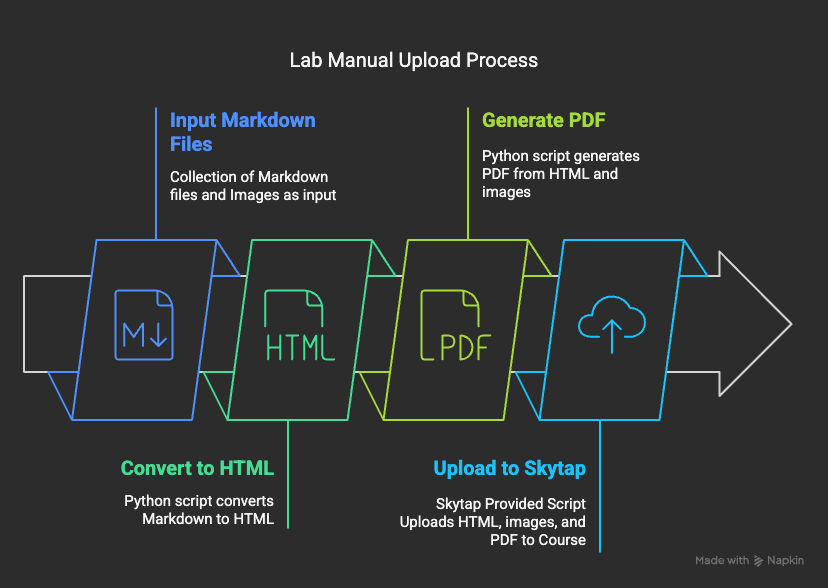 Lab Manual Upload Process
Input Markdown
Files
Collection of Markdown
files and Images as input
Generate PDF
Python script generates
PDF from HTML and
images
M
HTML
PDF
Convert to HTML
Python script converts
Markdown to HTML
Upload to Skytap
Skytap Provided Script
Uploads HTML, images, and
PDF to Course
Made with Napkin